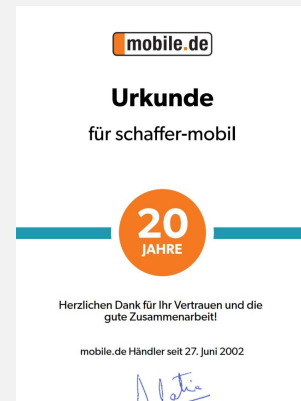 mobile.de
Urkunde
für schaffer-mobil
20
JAHRE
Herzlichen Dank für Ihr Vertrauen und die
gute Zusammenarbeit!
mobile.de Händler seit 27. Juni 2002